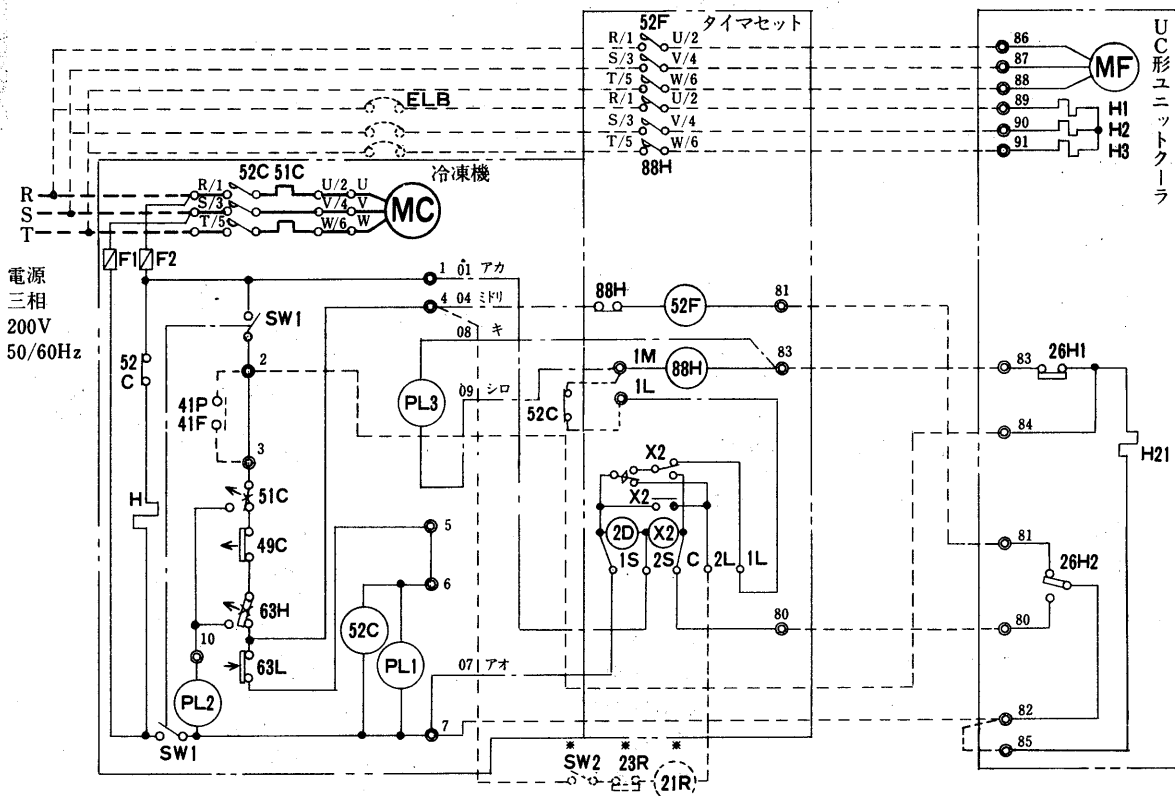 52F タイマセット
R/1 U/2
S/3 V/4
T/5 W/6
R/1 U/2
S/3 V/4
T/5 W/6
88H
ELB
86
87
88
89
90
91
MF
H1
H2
H3
UC形ユニットクーラ
52C 51C 冷凍機
R/1 U/2 U
S/3 V/4 V
T/5 W/6 W
MC
R
S
T
F1 F2
電源
三相
200V
50/60Hz
1 01 アカ
4 04 ミドリ
08 キ
09 シロ
07 アオ
SW1
2
52C
41P
41F
3
H
51C
49C
63H
10
63L
PL2
SW1
PL3
5
6
52C
PL1
7
88H 52F 81
1M 88H 83
1L
52C
X2
X2
2D X2
1S 2S C 2L 1L
80
※ ※ ※
SW2 23R 21R
83 26H1
84
H21
81
26H2
80
82
85